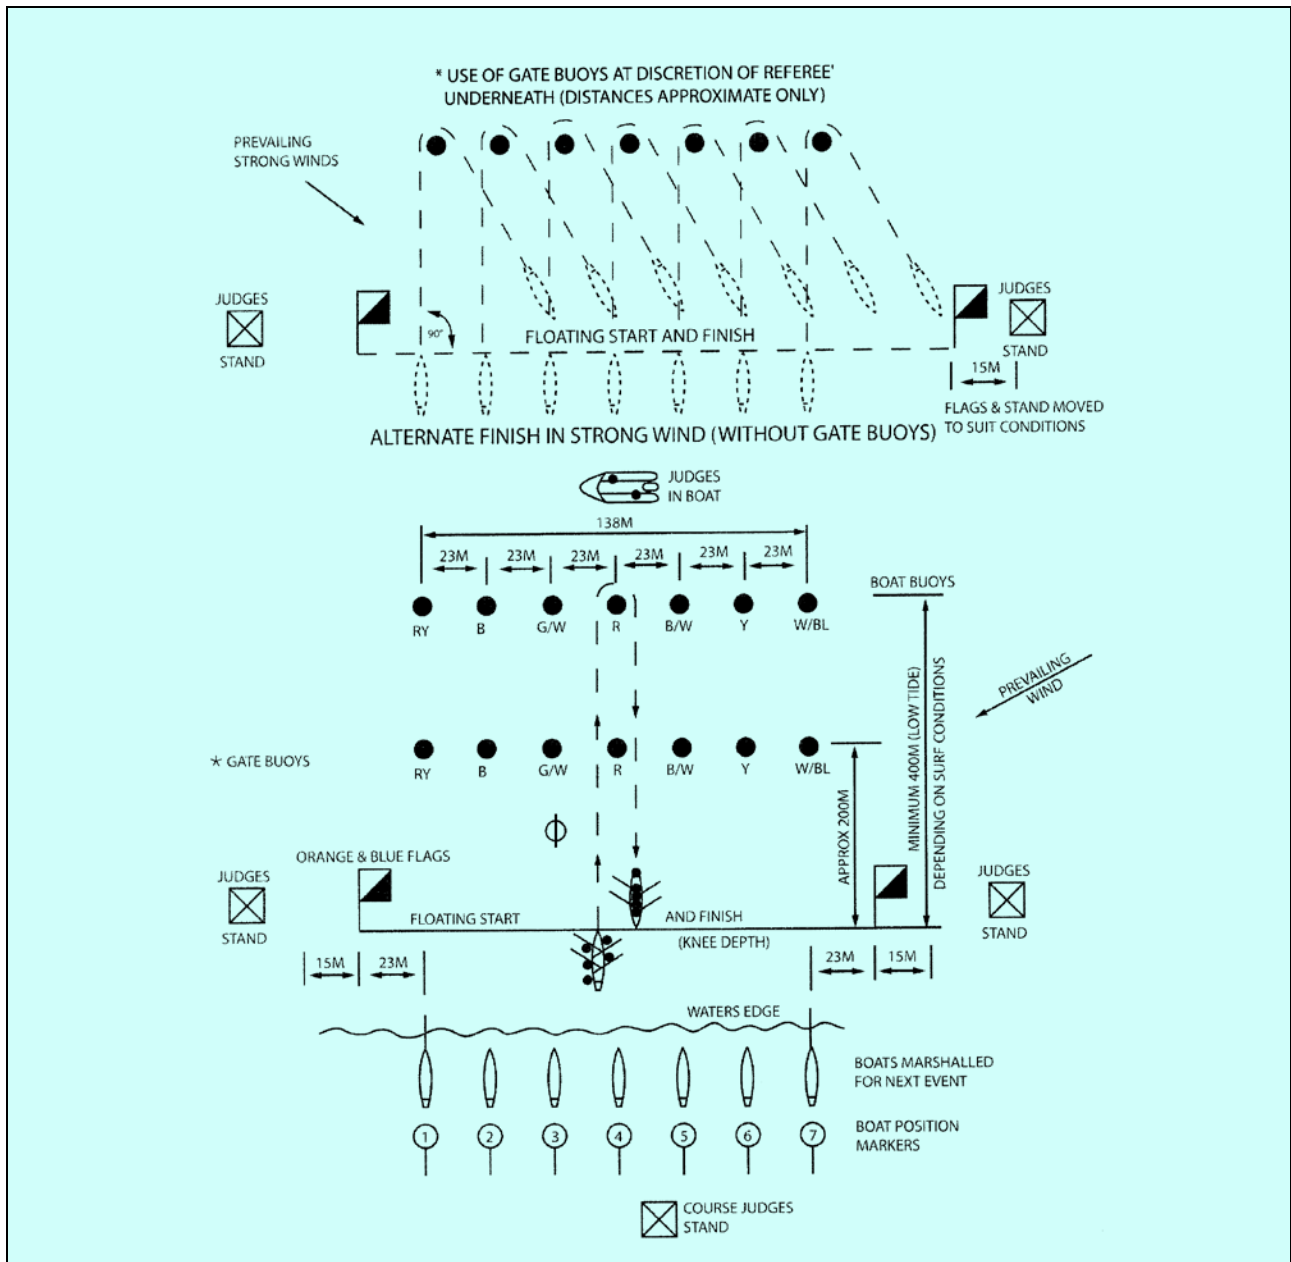 * USE OF GATE BUOYS AT DISCRETION OF REFEREE'
UNDERNEATH (DISTANCES APPROXIMATE ONLY)
PREVAILING
STRONG WINDS
JUDGES
STAND
90°
FLOATING START AND FINISH
JUDGES
STAND
15M
FLAGS & STAND MOVED
TO SUIT CONDITIONS
ALTERNATE FINISH IN STRONG WIND (WITHOUT GATE BUOYS)
JUDGES
IN BOAT
138M
23M 23M 23M 23M 23M 23M
BOAT BUOYS
RY B G/W R B/W Y W/BL
PREVAILING
WIND
MINIMUM 400M (LOW TIDE)
DEPENDING ON SURF CONDITIONS
* GATE BUOYS
RY B G/W R B/W Y W/BL
APPROX 200M
ORANGE & BLUE FLAGS
JUDGES
STAND
JUDGES
STAND
FLOATING START AND FINISH
(KNEE DEPTH)
15M 23M 23M 15M
WATERS EDGE
BOATS MARSHALLED
FOR NEXT EVENT
1 2 3 4 5 6 7
BOAT POSITION
MARKERS
COURSE JUDGES
STAND